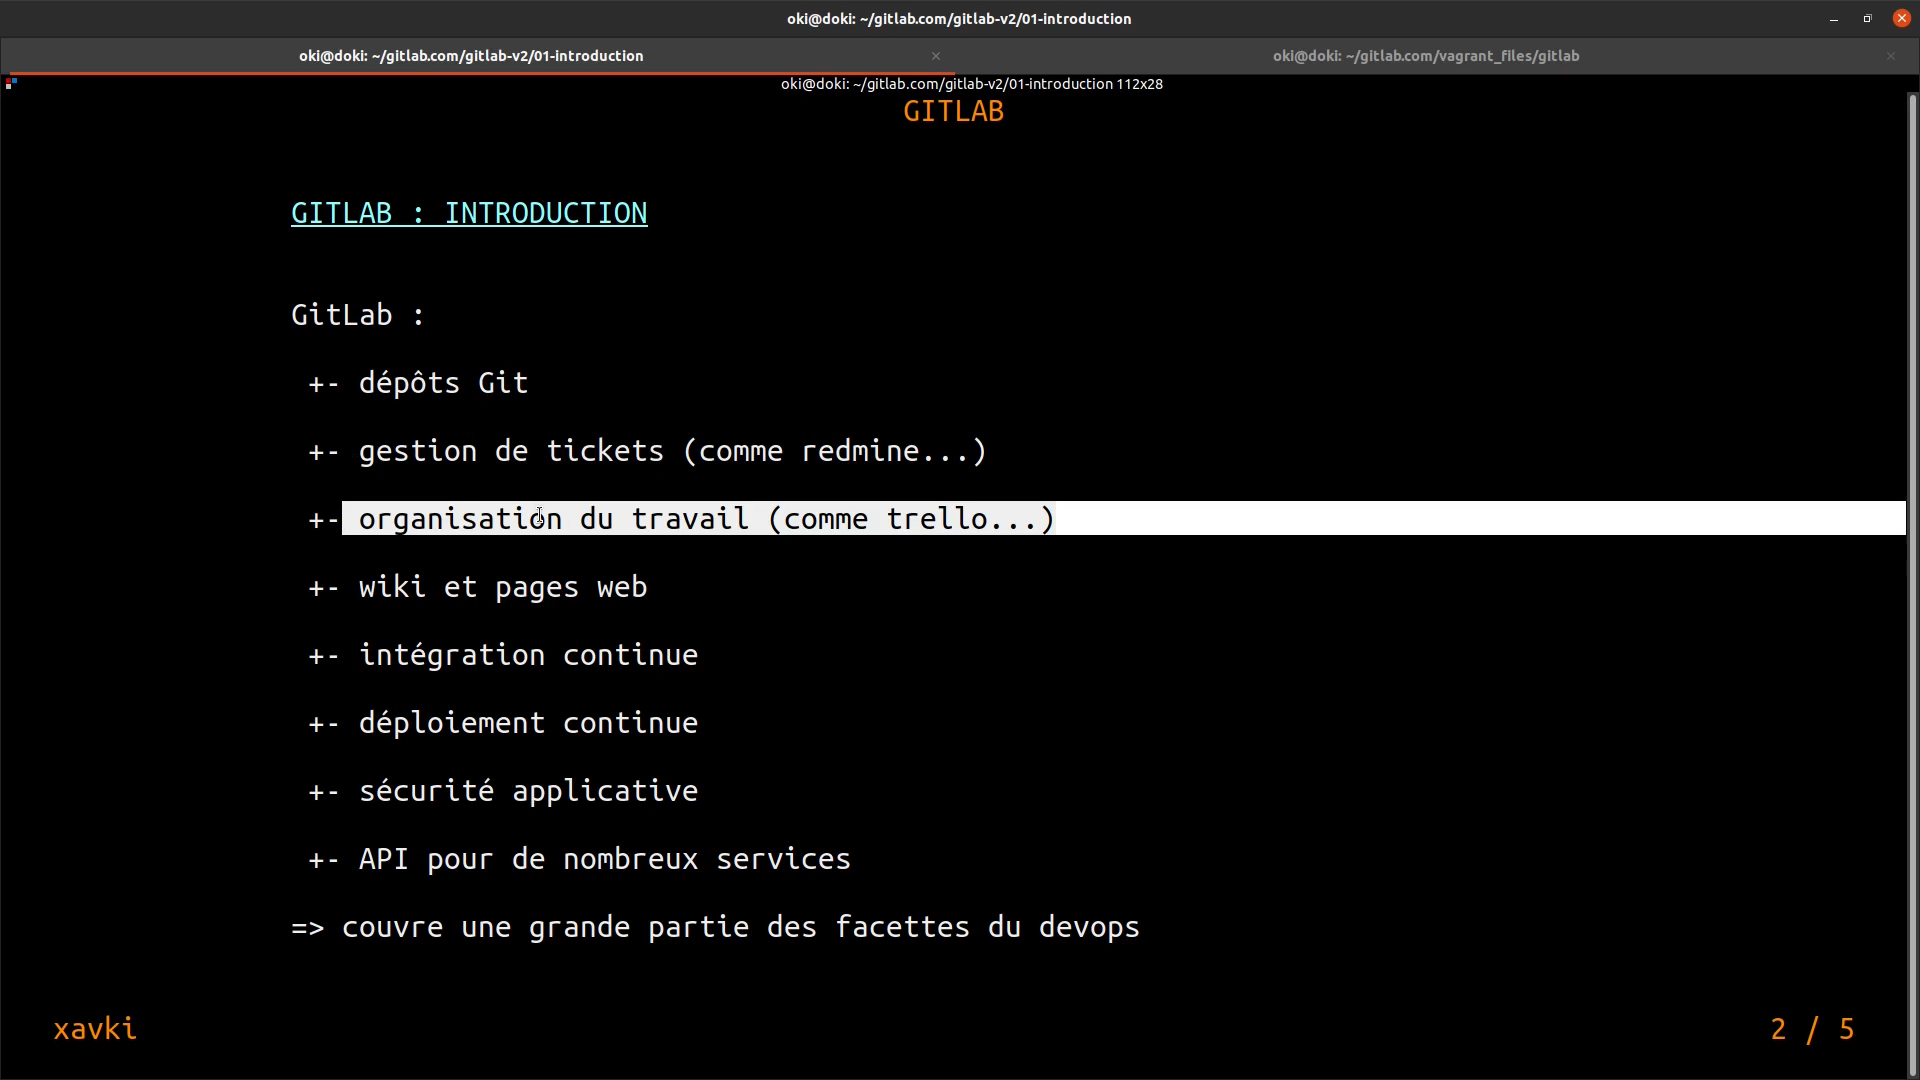 oki@doki: ~/gitlab.com/gitlab-v2/01-introduction
oki@doki: ~/gitlab.com/gitlab-v2/01-introduction
oki@doki: ~/gitlab.com/vagrant_files/gitlab
oki@doki: ~/gitlab.com/gitlab-v2/01-introduction 112x28
GITLAB
GITLAB : INTRODUCTION
GitLab :
+- dépôts Git
+- gestion de tickets (comme redmine...)
+- organisation du travail (comme trello...)
+- wiki et pages web
+- intégration continue
+- déploiement continue
+- sécurité applicative
+- API pour de nombreux services
=> couvre une grande partie des facettes du devops
xavki
2 / 5